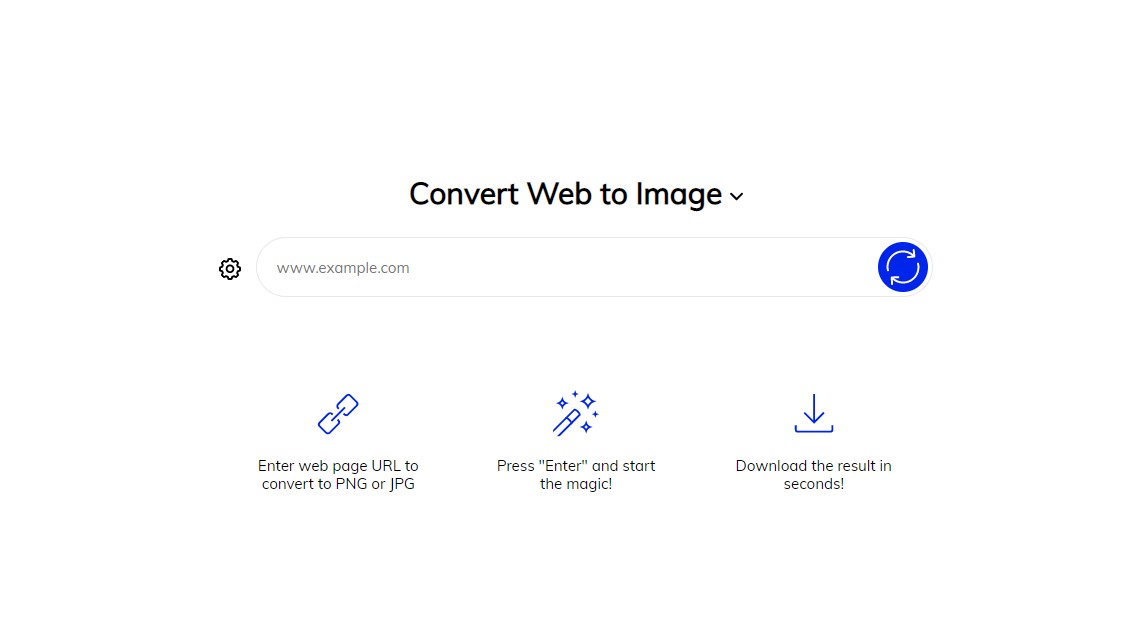 Convert Web to Image
www.example.com
Enter web page URL to
convert to PNG or JPG
Press "Enter" and start
the magic!
Download the result in
seconds!